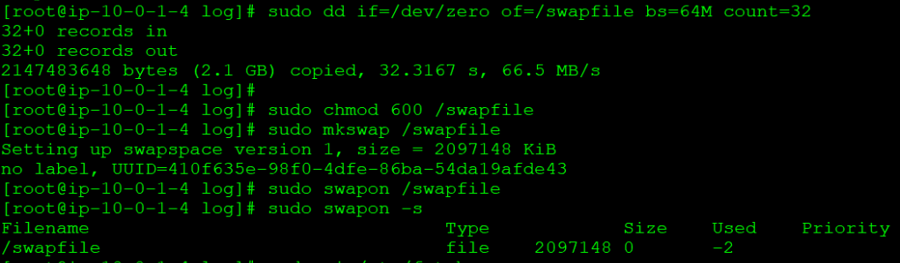 [root@ip-10-0-1-4 log]# sudo dd if=/dev/zero of=/swapfile bs=64M count=32
32+0 records in
32+0 records out
2147483648 bytes (2.1 GB) copied, 32.3167 s, 66.5 MB/s
[root@ip-10-0-1-4 log]#
[root@ip-10-0-1-4 log]# sudo chmod 600 /swapfile
[root@ip-10-0-1-4 log]# sudo mkswap /swapfile
Setting up swapspace version 1, size = 2097148 KiB
no label, UUID=410f635e-98f0-4dfe-86ba-54da19afde43
[root@ip-10-0-1-4 log]# sudo swapon /swapfile
[root@ip-10-0-1-4 log]# sudo swapon -s
Filename Type Size Used Priority
/swapfile file 2097148 0 -2